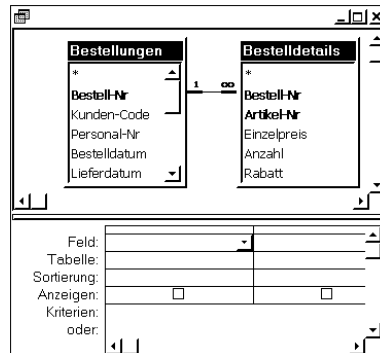 Bestellungen
*
Bestell-Nr
Kunden-Code
Personal-Nr
Bestelldatum
Lieferdatum
1 ∞
Bestelldetails
*
Bestell-Nr
Artikel-Nr
Einzelpreis
Anzahl
Rabatt
Feld:
Tabelle:
Sortierung:
Anzeigen:
Kriterien:
oder: